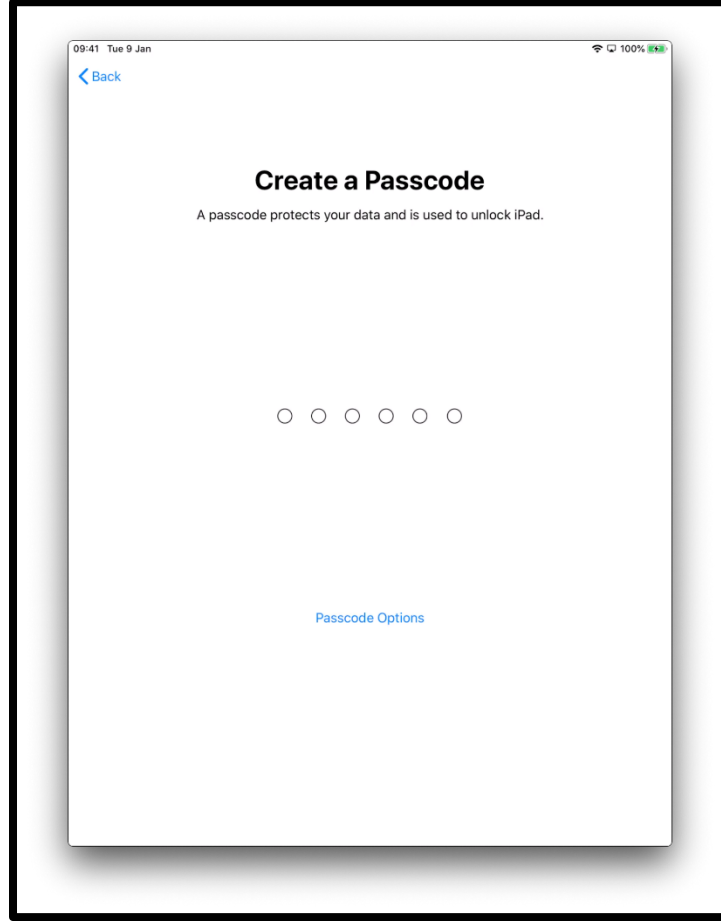 09:41 Tue 9 Jan 100%
Back
Create a Passcode
A passcode protects your data and is used to unlock iPad.
Passcode Options